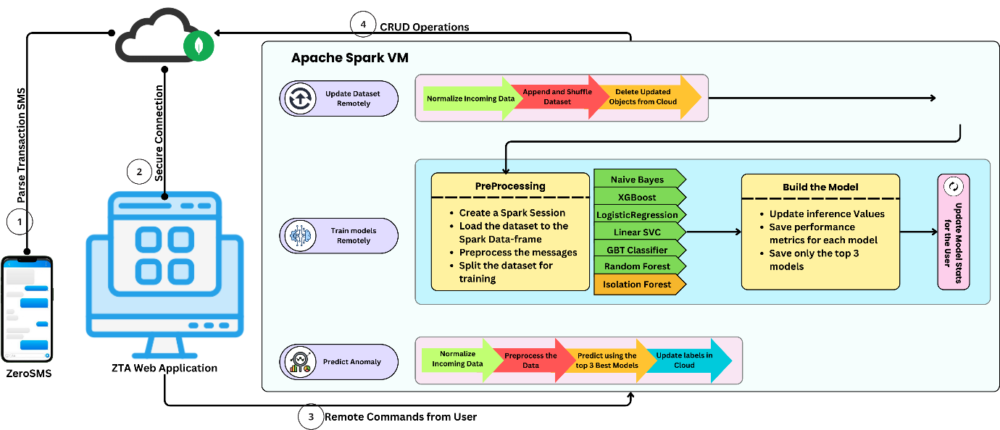 4
CRUD Operations
Parse Transaction SMS
1
2
Secure Connection
ZeroSMS
ZTA Web Application
3
Remote Commands from User
Apache Spark VM
Update Dataset
Remotely
Normalize Incoming Data
Append and Shuffle
Dataset
Delete Updated
Objects from Cloud
Train models
Remotely
PreProcessing
• Create a Spark Session
• Load the dataset to the
Spark Data-frame
• Preprocess the messages
• Split the dataset for
training
Naive Bayes
XGBoost
LogisticRegression
Linear SVC
GBT Classifier
Random Forest
Isolation Forest
Build the Model
• Update inference Values
• Save performance
metrics for each model
• Save only the top 3
models
Update Model Stats
for the User
Predict Anomaly
Normalize
Incoming Data
Preprocess the
Data
Predict using the
top 3 Best Models
Update labels in
Cloud